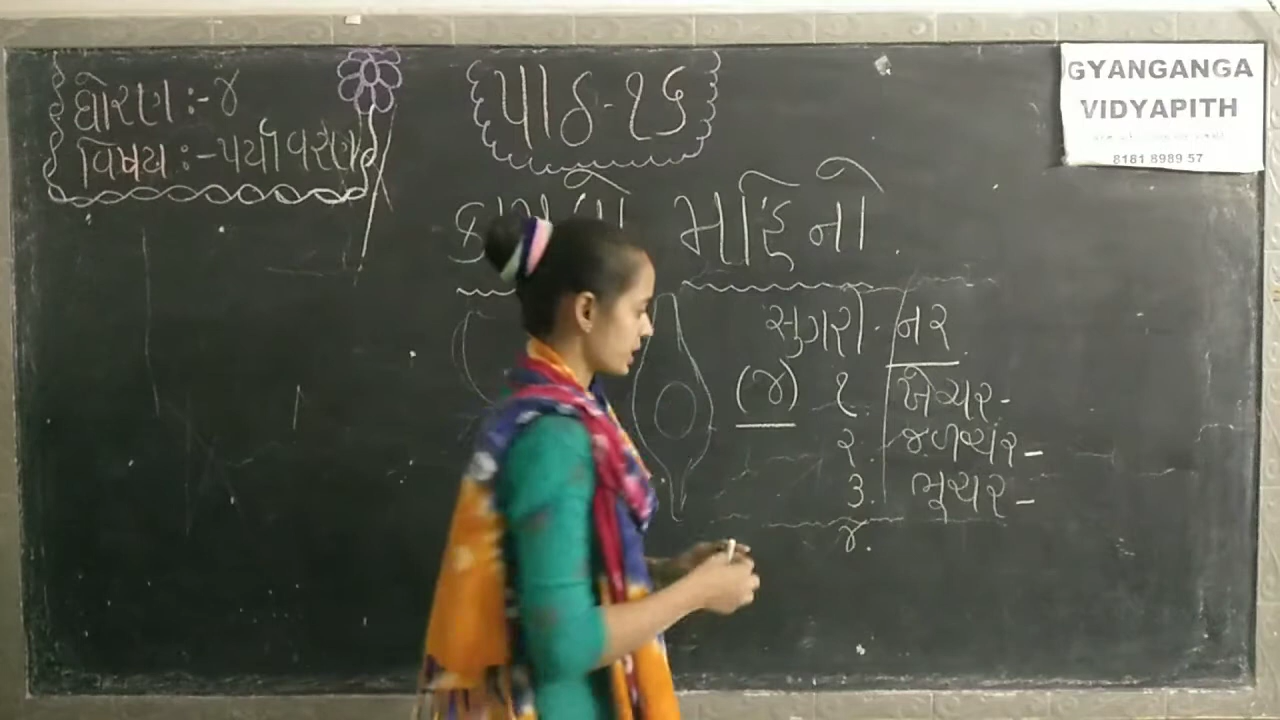 ધોરણ :- ૪
વિષય :- પર્યાવરણ
પાઠ-૧૬
મહિનો.
સુગરી - નર
(જ) ૧. ખેચર-
૨. જળચર-
૩. ભૂચર-
૪.
GYANGANGA
VIDYAPITH
8181 8989 57